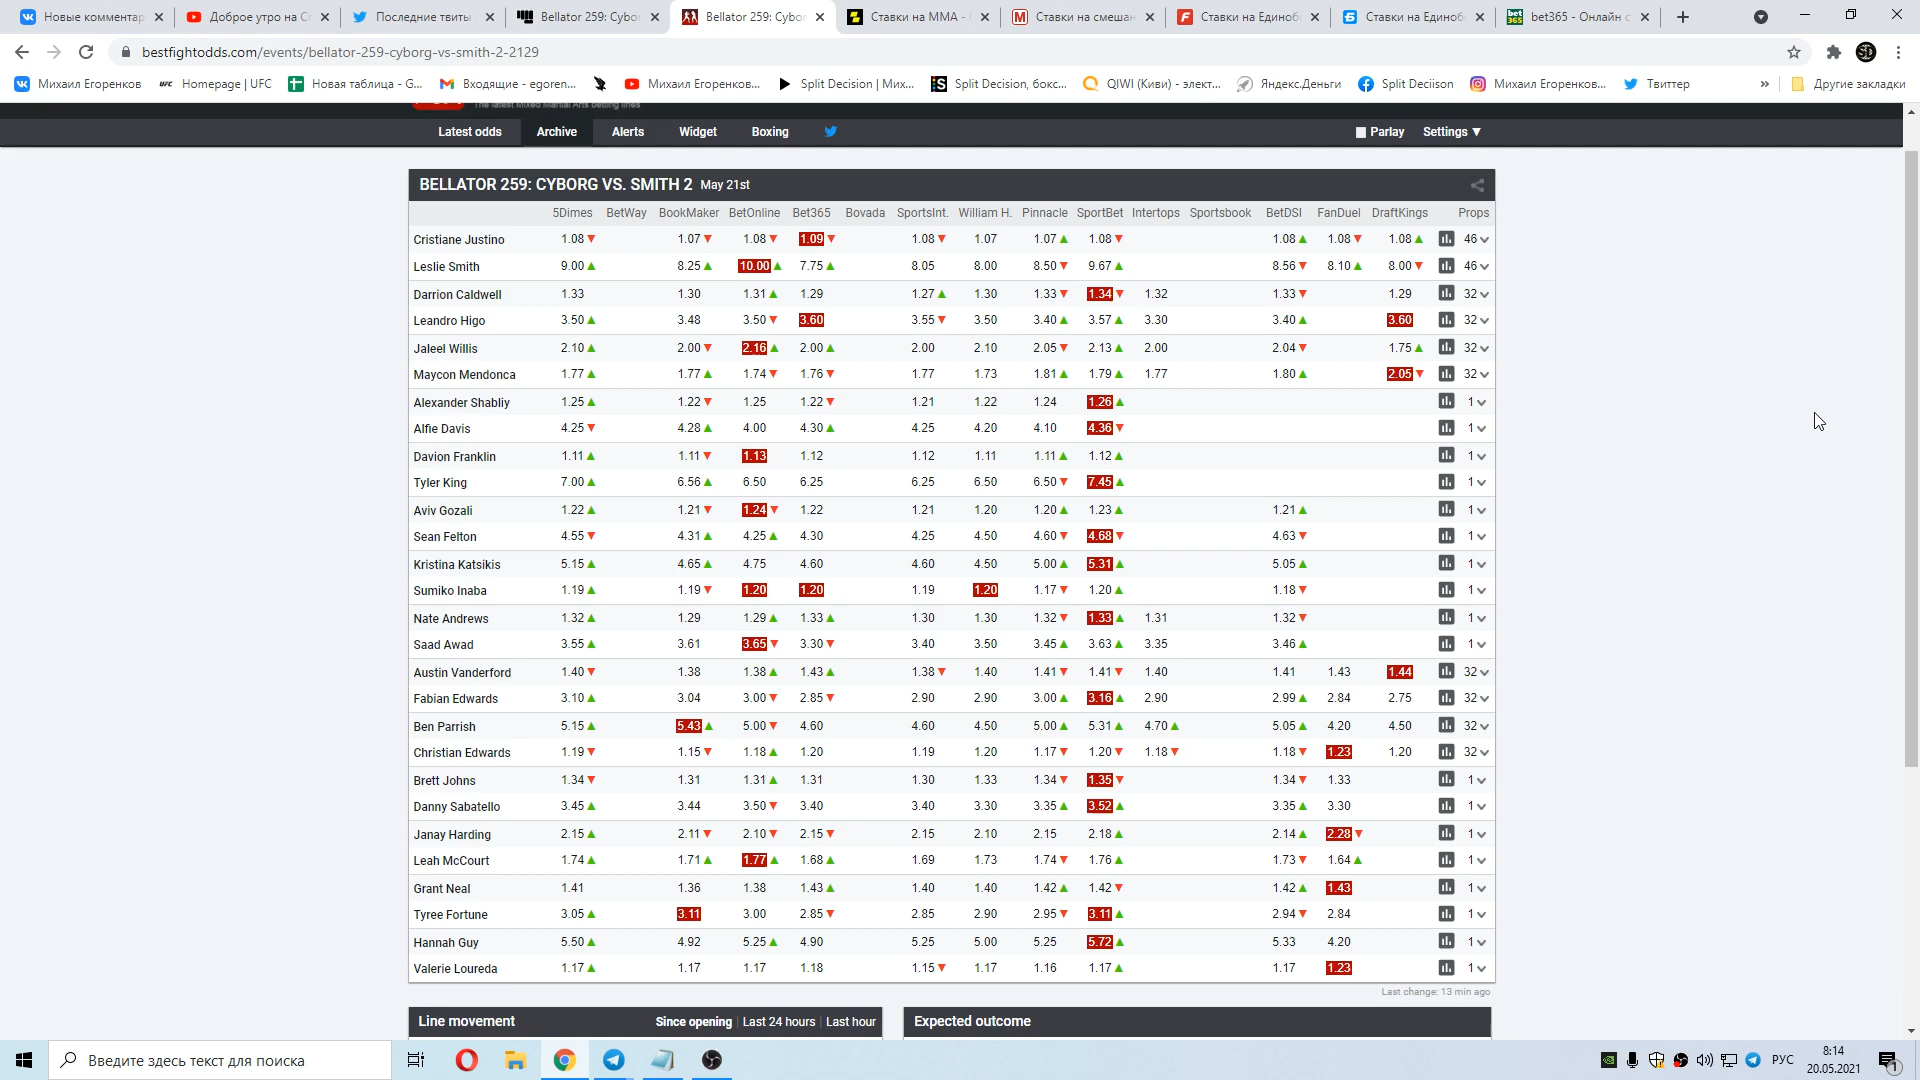 Новые комментар
Доброе утро на Сп
Последние твиты
Bellator 259: Cybor
Bellator 259: Cybor
Ставки на MMA -
Ставки на смешан
Ставки на Единоб
Ставки на Единоб
bet365 - Онлайн с
bestfightodds.com/events/bellator-259-cyborg-vs-smith-2-2129
Михаил Егоренков
Homepage | UFC
Новая таблица - G...
Входящие - egoren...
Михаил Егоренков...
Split Decision | Мих...
Split Decision, бокс...
QIWI (Киви) - элект...
Яндекс.Деньги
Split Deciison
Михаил Егоренков...
Твиттер
»
Другие закладки
The latest Mixed Martial Arts betting lines
Latest odds Archive Alerts Widget Boxing Parlay Settings ▼
BELLATOR 259: CYBORG VS. SMITH 2 May 21st
5Dimes BetWay BookMaker BetOnline Bet365 Bovada SportsInt. William H. Pinnacle SportBet Intertops Sportsbook BetDSI FanDuel DraftKings Props
Cristiane Justino 1.08▼ 1.07▼ 1.08▼ 1.09▼ 1.08▼ 1.07 1.07▲ 1.08▼ 1.08▲ 1.08▼ 1.08▲ 46
Leslie Smith 9.00▲ 8.25▲ 10.00▲ 7.75▲ 8.05 8.00 8.50▼ 9.67▲ 8.56▼ 8.10▲ 8.00▼ 46
Darrion Caldwell 1.33 1.30 1.31▲ 1.29 1.27▲ 1.30 1.33▼ 1.34▼ 1.32 1.33▼ 1.29 32
Leandro Higo 3.50▲ 3.48 3.50▼ 3.60 3.55▼ 3.50 3.40▲ 3.57▲ 3.30 3.40▲ 3.60 32
Jaleel Willis 2.10▲ 2.00▼ 2.16▲ 2.00▲ 2.00 2.10 2.05▼ 2.13▲ 2.00 2.04▼ 1.75▲ 32
Maycon Mendonca 1.77▲ 1.77▲ 1.74▼ 1.76▼ 1.77 1.73 1.81▲ 1.79▲ 1.77 1.80▲ 2.05▼ 32
Alexander Shabliy 1.25▲ 1.22▼ 1.25 1.22▼ 1.21 1.22 1.24 1.26▲ 1
Alfie Davis 4.25▼ 4.28▲ 4.00 4.30▲ 4.25 4.20 4.10 4.36▼ 1
Davion Franklin 1.11▲ 1.11▼ 1.13 1.12 1.12 1.11 1.11▲ 1.12▲ 1
Tyler King 7.00▲ 6.56▲ 6.50 6.25 6.25 6.50 6.50▼ 7.45▲ 1
Aviv Gozali 1.22▲ 1.21▼ 1.24▼ 1.22 1.21 1.20 1.20▲ 1.23▲ 1.21▲ 1
Sean Felton 4.55▼ 4.31▲ 4.25▲ 4.30 4.25 4.50 4.60▼ 4.68▼ 4.63▼ 1
Kristina Katsikis 5.15▲ 4.65▲ 4.75 4.60 4.60 4.50 5.00▲ 5.31▲ 5.05▲ 1
Sumiko Inaba 1.19▲ 1.19▼ 1.20 1.20 1.19 1.20 1.17▼ 1.20▲ 1.18▼ 1
Nate Andrews 1.32▲ 1.29 1.29▲ 1.33▲ 1.30 1.30 1.32▼ 1.33▲ 1.31 1.32▼ 1
Saad Awad 3.55▲ 3.61 3.65▼ 3.30▼ 3.40 3.50 3.45▲ 3.63▲ 3.35 3.46▲ 1
Austin Vanderford 1.40▼ 1.38 1.38▲ 1.43▲ 1.38▼ 1.40 1.41▼ 1.41▼ 1.40 1.41 1.43 1.44 32
Fabian Edwards 3.10▲ 3.04 3.00▼ 2.85▼ 2.90 2.90 3.00▲ 3.16▲ 2.90 2.99▲ 2.84 2.75 32
Ben Parrish 5.15▲ 5.43▲ 5.00▼ 4.60 4.60 4.50 5.00▲ 5.31▲ 4.70▲ 5.05▲ 4.20 4.50 32
Christian Edwards 1.19▼ 1.15▼ 1.18▲ 1.20 1.19 1.20 1.17▼ 1.20▼ 1.18▼ 1.18▼ 1.23 1.20 32
Brett Johns 1.34▼ 1.31 1.31▲ 1.31 1.30 1.33 1.34▼ 1.35▼ 1.34▼ 1.33 1
Danny Sabatello 3.45▲ 3.44 3.50▼ 3.40 3.40 3.30 3.35▲ 3.52▲ 3.35▲ 3.30 1
Janay Harding 2.15▲ 2.11▼ 2.10▼ 2.15▼ 2.15 2.10 2.15 2.18▲ 2.14▲ 2.28▼ 1
Leah McCourt 1.74▲ 1.71▲ 1.77▲ 1.68▲ 1.69 1.73 1.74▼ 1.76▲ 1.73▼ 1.64▲ 1
Grant Neal 1.41 1.36 1.38 1.43▲ 1.40 1.40 1.42▲ 1.42▼ 1.42▲ 1.43 1
Tyree Fortune 3.05▲ 3.11 3.00 2.85▼ 2.85 2.90 2.95▼ 3.11▲ 2.94▼ 2.84 1
Hannah Guy 5.50▲ 4.92 5.25▲ 4.90 5.25 5.00 5.25 5.72▲ 5.33 4.20 1
Valerie Loureda 1.17▲ 1.17 1.17 1.18 1.15▼ 1.17 1.16 1.17▲ 1.17 1.23 1
Last change: 13 min ago
Line movement Since opening | Last 24 hours | Last hour
Expected outcome
Введите здесь текст для поиска
РУС
8:14
20.05.2021
1